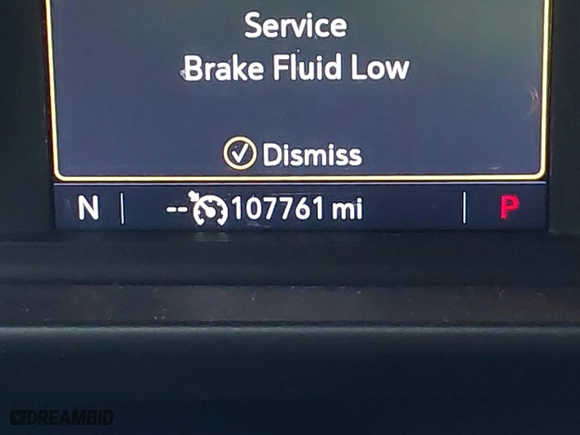 Service
Brake Fluid Low
Dismiss
N -- 107761 mi P
DREAMBID